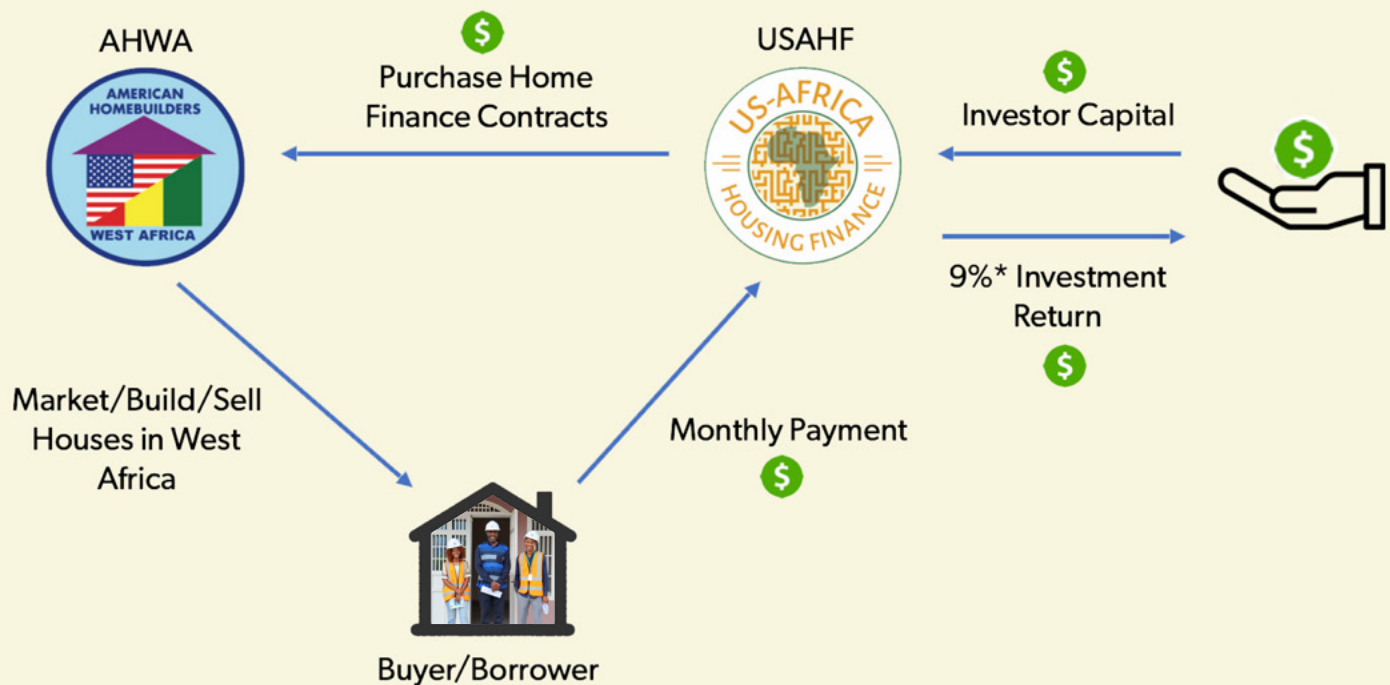 AHWA
AMERICAN
HOMEBUILDERS
WEST AFRICA
$
Purchase Home
Finance Contracts
USAHF
US-AFRICA
HOUSING FINANCE
$
Investor Capital
$
9%* Investment
Return
$
Market/Build/Sell
Houses in West
Africa
Monthly Payment
$
Buyer/Borrower